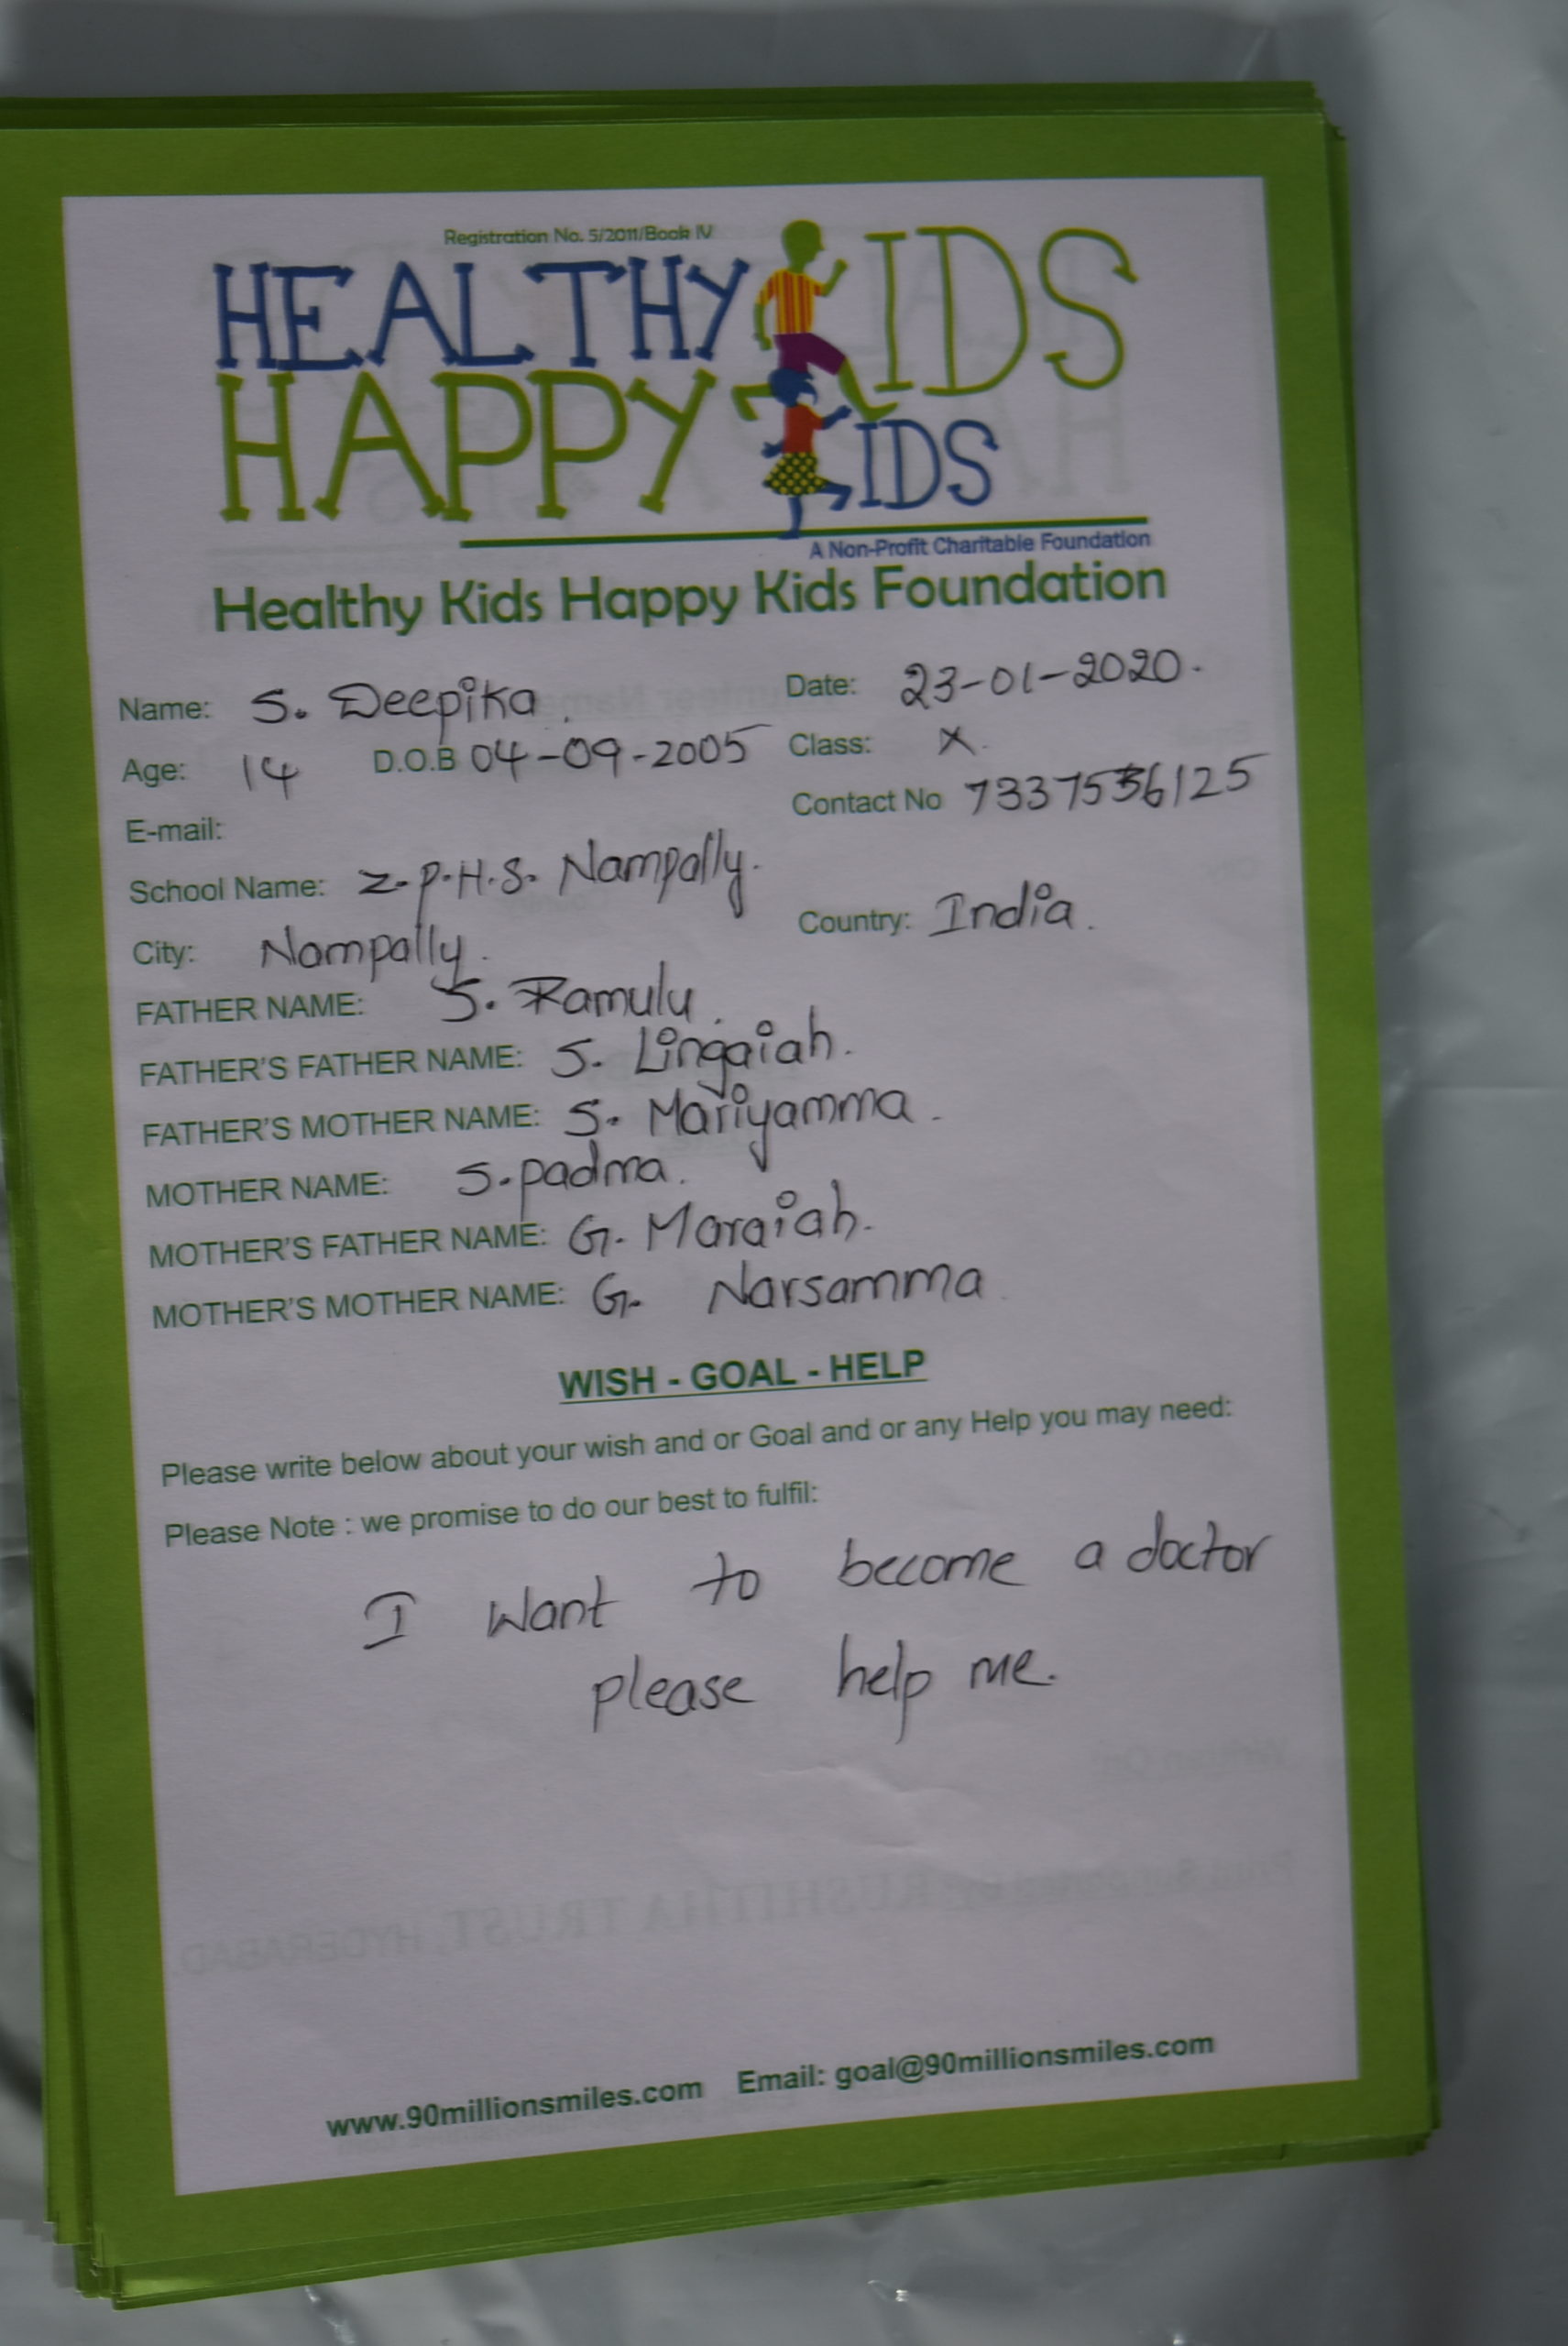 Registration No. 5/2011/Book IV
HEALTHY KIDS
HAPPY KIDS
A Non-Profit Charitable Foundation
Healthy Kids Happy Kids Foundation
Name: S. Deepika. Date: 23-01-2020.
Age: 14 D.O.B 04-09-2005 Class: X.
E-mail: Contact No 7337536125
School Name: Z.P.H.S. Nampally.
City: Nampally. Country: India.
FATHER NAME: S. Ramulu.
FATHER'S FATHER NAME: S. Lingaiah.
FATHER'S MOTHER NAME: S. Mariyamma.
MOTHER NAME: S. padma.
MOTHER'S FATHER NAME: G. Maraiah.
MOTHER'S MOTHER NAME: G. Narsamma.
WISH - GOAL - HELP
Please write below about your wish and or Goal and or any Help you may need:
Please Note : we promise to do our best to fulfil:
I want to become a doctor
please help me.
www.90millionsmiles.com Email: goal@90millionsmiles.com